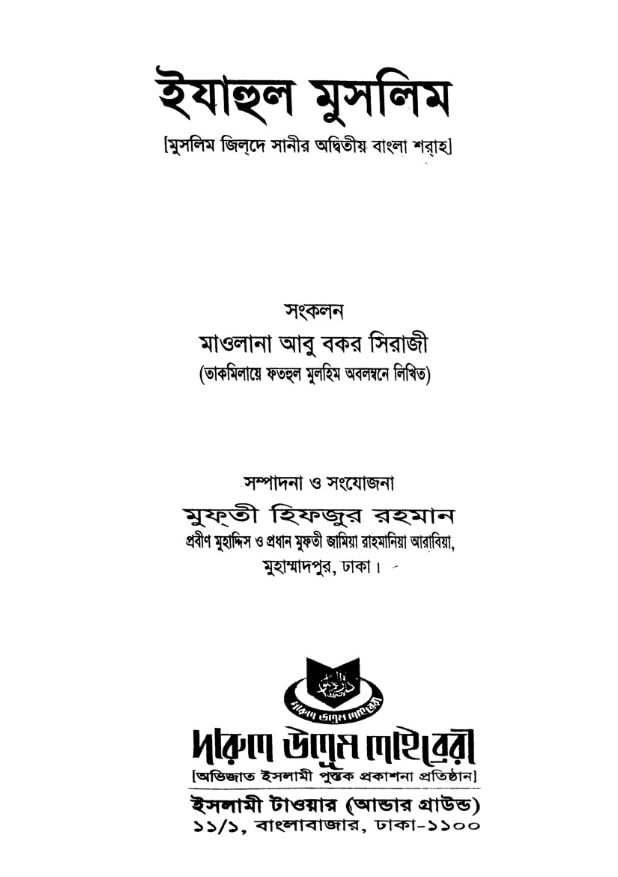 ইযাহুল মুসলিম
[মুসলিম জিল্‌দে সানীর অদ্বিতীয় বাংলা শর্‌হ]
সংকলন
মাওলানা আবু বকর সিরাজী
(তাকমিলায়ে ফতহুল মুলহিম অবলম্বনে লিখিত)
সম্পাদনা ও সংযোজনা
মুফ্‌তী হিফজুর রহমান
প্রবীণ মুহাদ্দিস ও প্রধান মুফ্‌তী জামিয়া রাহমানিয়া আরাবিয়া,
মুহাম্মাদপুর, ঢাকা।
দারুল উলূম লাইব্রেরী
দারুল উলূম লাইব্রেরী
[অভিজাত ইসলামী পুস্তক প্রকাশনা প্রতিষ্ঠান]
ইসলামী টাওয়ার (আন্ডার গ্রাউন্ড)
১১/১, বাংলাবাজার, ঢাকা-১১০০